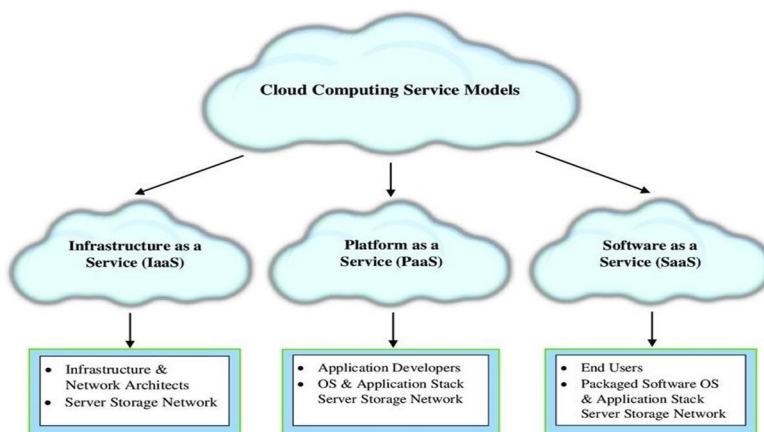 Cloud Computing Service Models
Infrastructure as a
Service (IaaS)
Platform as a
Service (PaaS)
Software as a
Service (SaaS)
• Infrastructure &
Network Architects
• Server Storage Network
• Application Developers
• OS & Application Stack
Server Storage Network
• End Users
• Packaged Software OS
& Application Stack
Server Storage Network